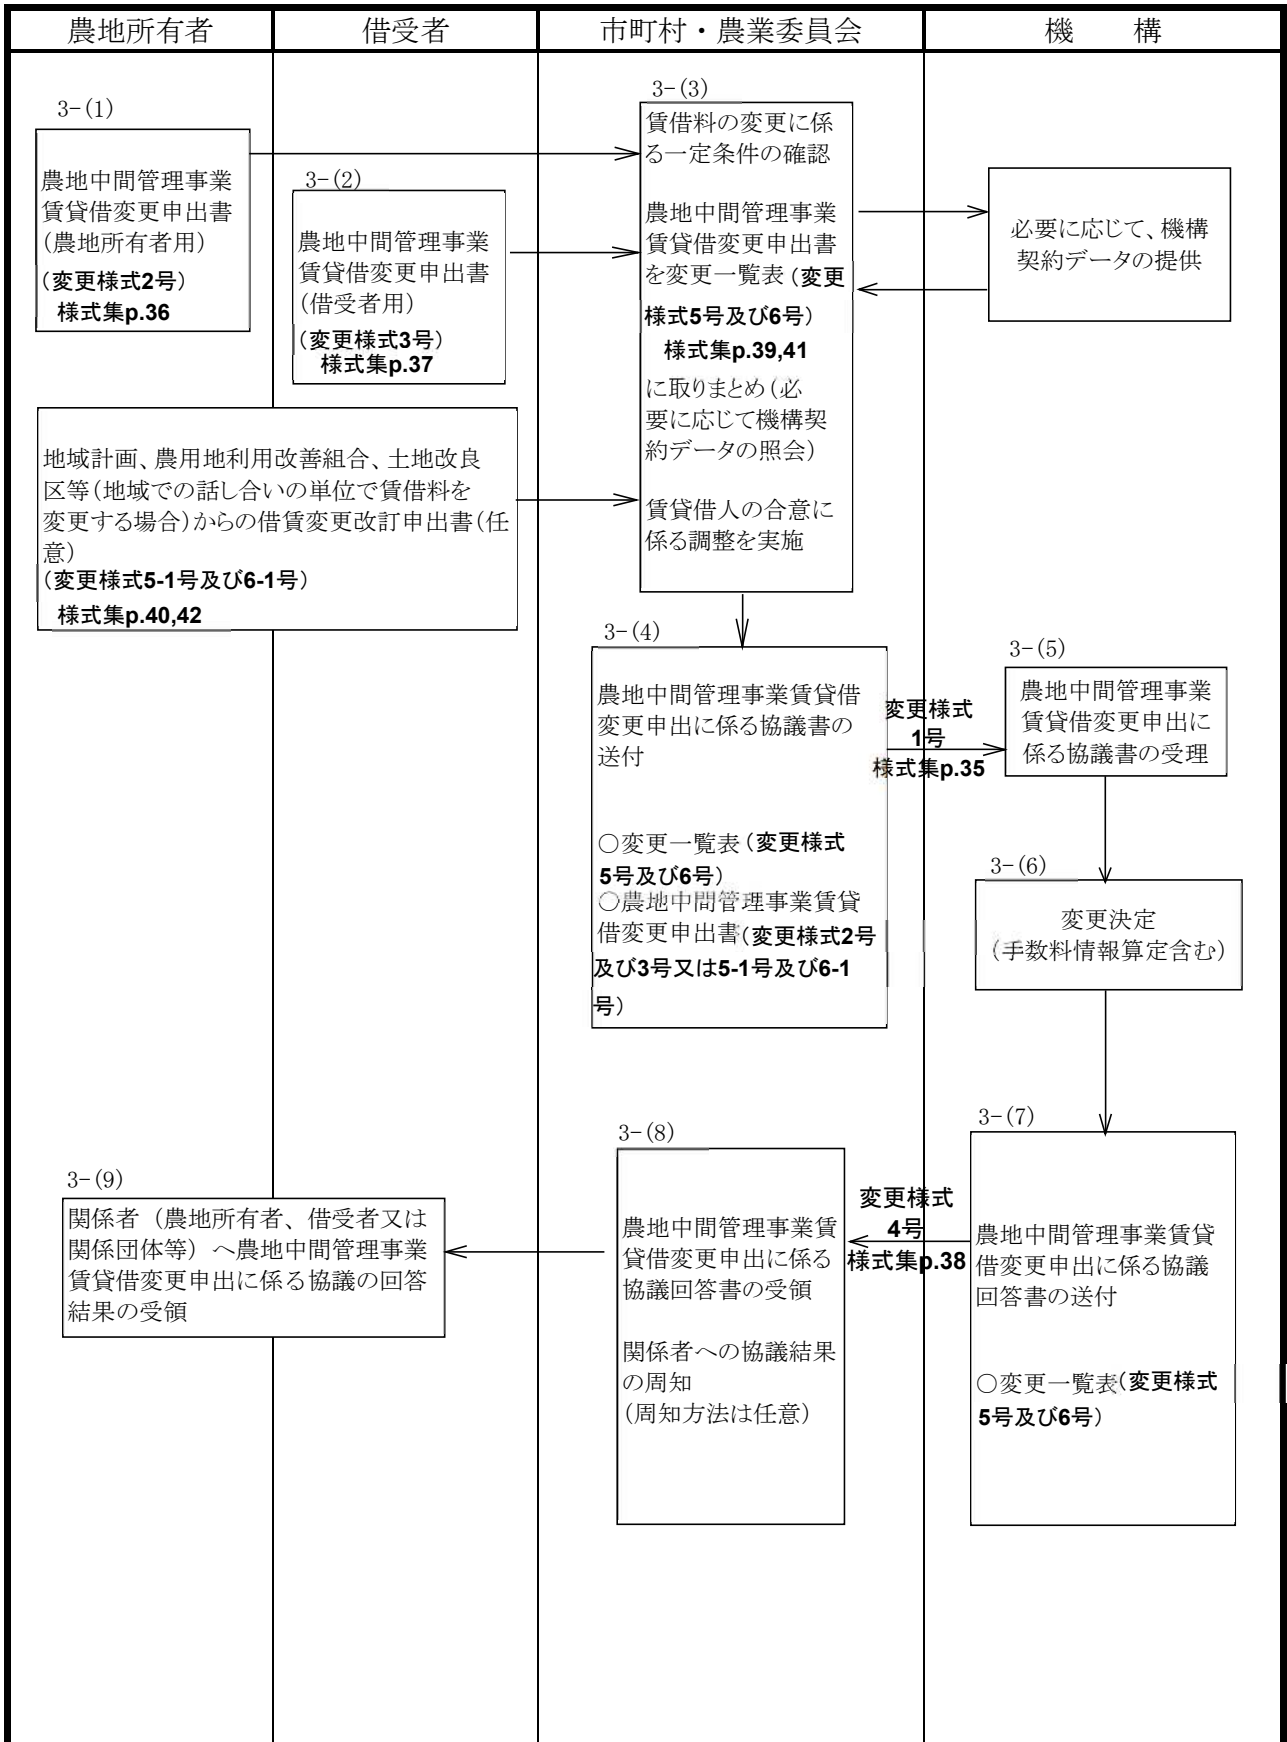 農地所有者
借受者
市町村・農業委員会
機　構
3-(1)
農地中間管理事業
賃貸借変更申出書
(農地所有者用)
(変更様式2号)
様式集p.36
3-(2)
農地中間管理事業
賃貸借変更申出書
(借受者用)
(変更様式3号)
様式集p.37
地域計画、農用地利用改善組合、土地改良
区等(地域での話し合いの単位で賃借料を
変更する場合)からの借賃変更改訂申出書(任
意)
(変更様式5-1号及び6-1号)
様式集p.40,42
3-(3)
賃借料の変更に係
る一定条件の確認
農地中間管理事業
賃貸借変更申出書
を変更一覧表(変更
様式5号及び6号)
様式集p.39,41
に取りまとめ(必
要に応じて機構契
約データの照会)
賃貸借人の合意に
係る調整を実施
必要に応じて、機構
契約データの提供
3-(4)
農地中間管理事業賃貸借
変更申出に係る協議書の
送付
○変更一覧表(変更様式
5号及び6号)
○農地中間管理事業賃貸
借変更申出書(変更様式2号
及び3号又は5-1号及び6-1
号)
変更様式
1号
様式集p.35
3-(5)
農地中間管理事業
賃貸借変更申出に
係る協議書の受理
3-(6)
変更決定
(手数料情報算定含む)
3-(7)
農地中間管理事業賃貸
借変更申出に係る協議
回答書の送付
○変更一覧表(変更様式
5号及び6号)
変更様式
4号
様式集p.38
3-(8)
農地中間管理事業賃
貸借変更申出に係る
協議回答書の受領
関係者への協議結果
の周知
(周知方法は任意)
3-(9)
関係者（農地所有者、借受者又は
関係団体等）へ農地中間管理事業
賃貸借変更申出に係る協議の回答
結果の受領